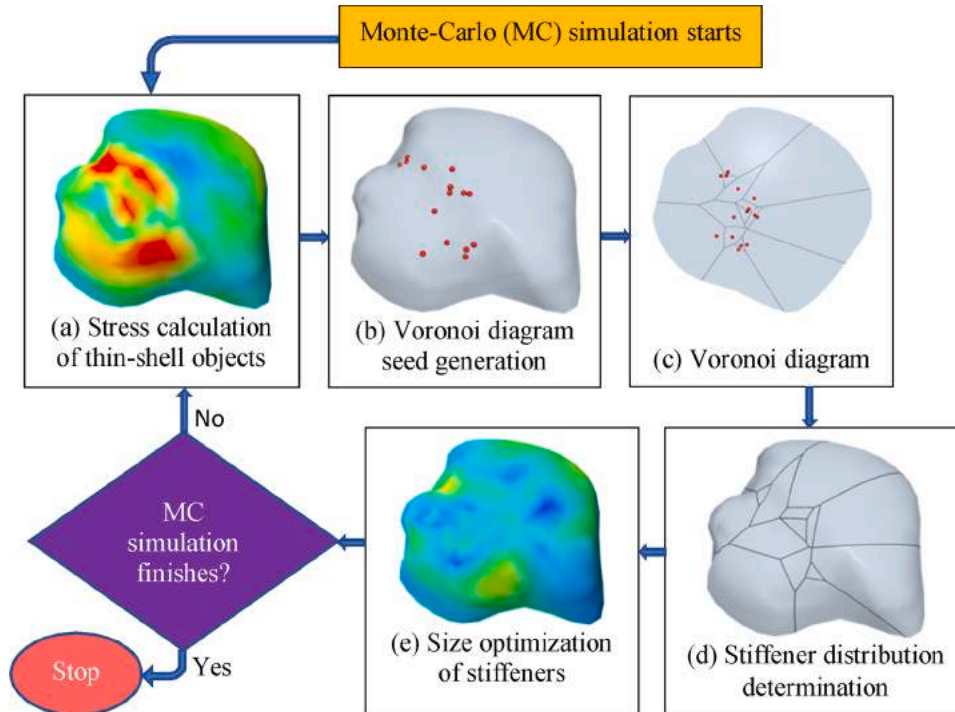 Monte-Carlo (MC) simulation starts
(a) Stress calculation
of thin-shell objects
(b) Voronoi diagram
seed generation
(c) Voronoi diagram
No
MC
simulation
finishes?
Yes
Stop
(e) Size optimization
of stiffeners
(d) Stiffener distribution
determination